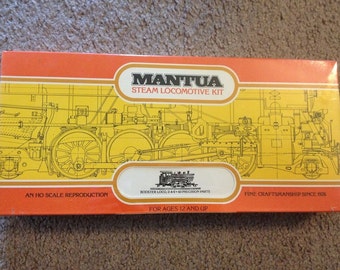 MANTUA
STEAM LOCOMOTIVE KIT
AN HO SCALE REPRODUCTION
FINE CRAFTSMANSHIP SINCE 1926
FOR AGES 12 AND UP